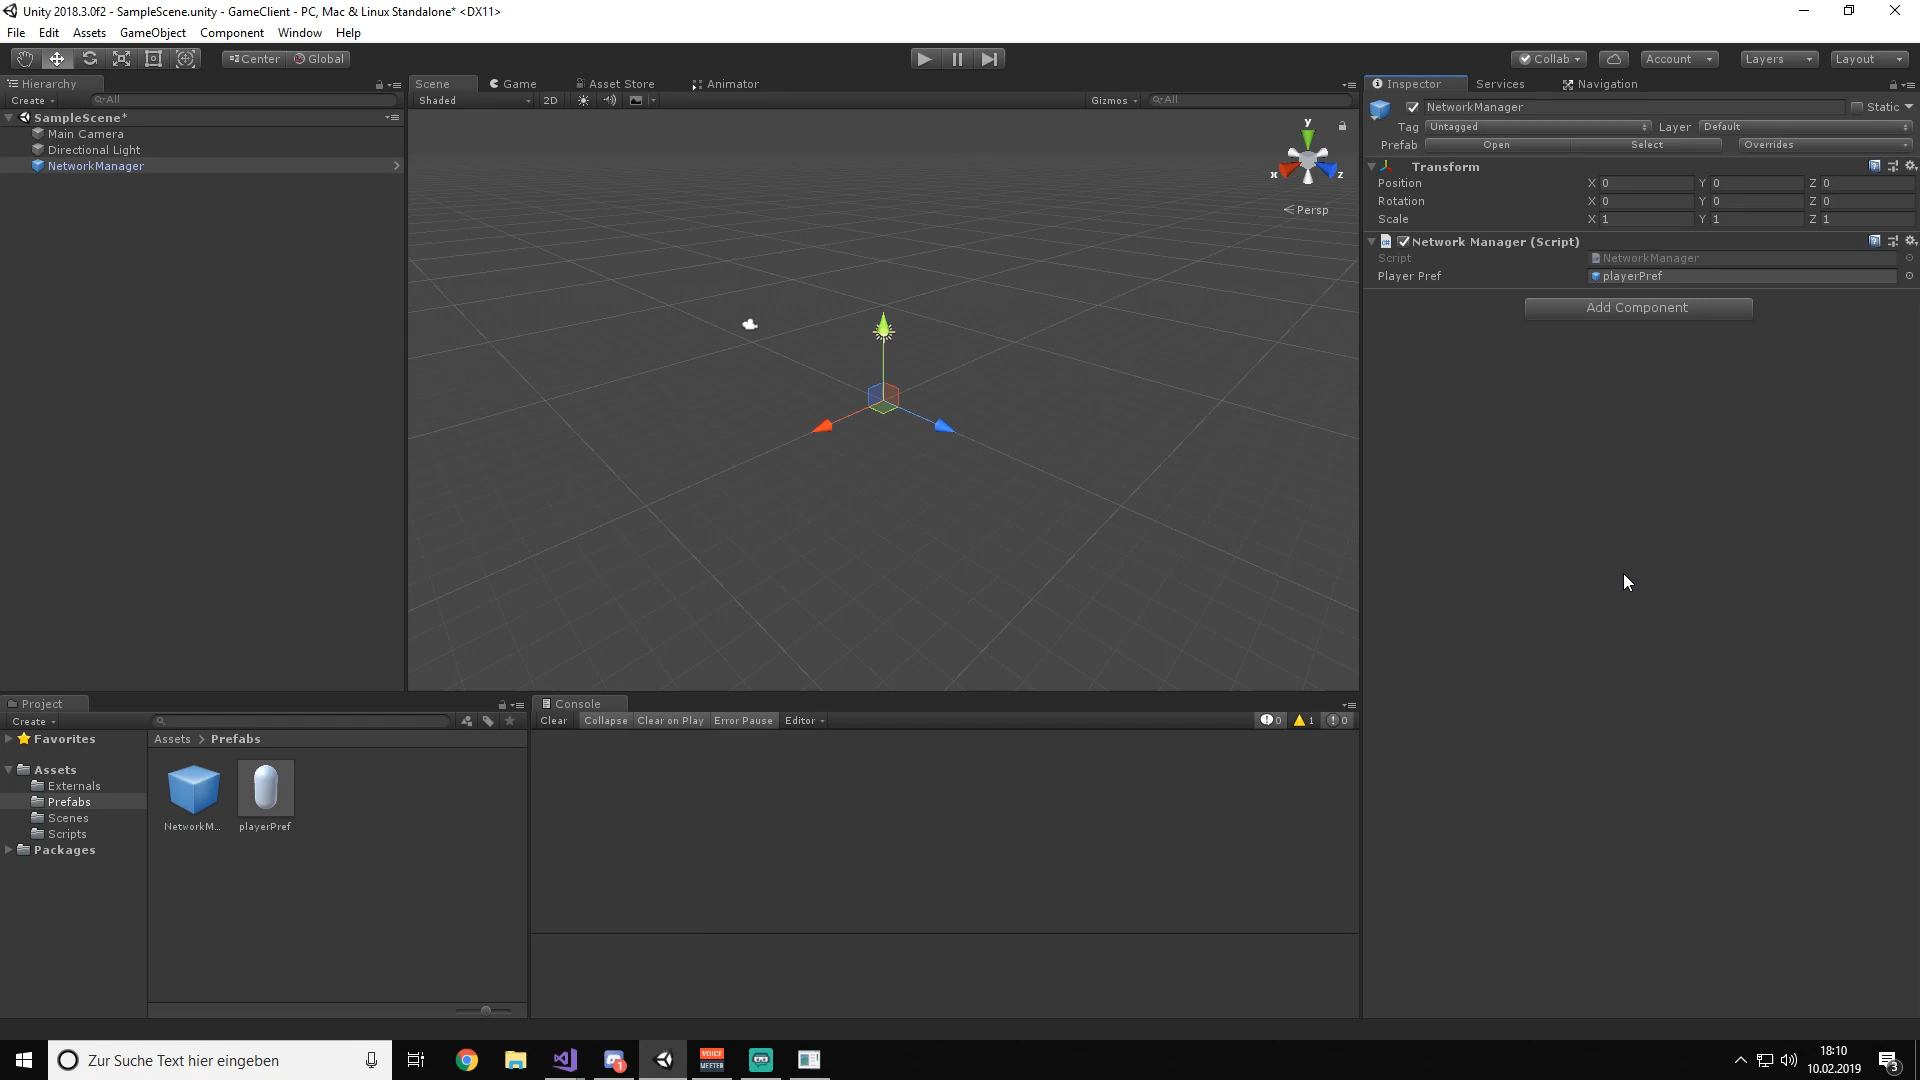 Unity 2018.3.0f2 - SampleScene.unity - GameClient - PC, Mac & Linux Standalone* <DX11>
File Edit Assets GameObject Component Window Help
Center Global Collab Account Layers Layout
Hierarchy
Create All
SampleScene*
Main Camera
Directional Light
NetworkManager
Scene Game Asset Store Animator
Shaded 2D Gizmos All
y
x z
Persp
Inspector Services Navigation
NetworkManager Static
Tag Untagged Layer Default
Prefab Open Select Overrides
Transform
Position X 0 Y 0 Z 0
Rotation X 0 Y 0 Z 0
Scale X 1 Y 1 Z 1
Network Manager (Script)
Script NetworkManager
Player Pref playerPref
Add Component
Project
Create
Favorites
Assets
Externals
Prefabs
Scenes
Scripts
Packages
Assets > Prefabs
NetworkM... playerPref
Console
Clear Collapse Clear on Play Error Pause Editor 0 1 0
Zur Suche Text hier eingeben
1
VOICE
MEETER
18:10
10.02.2019
3